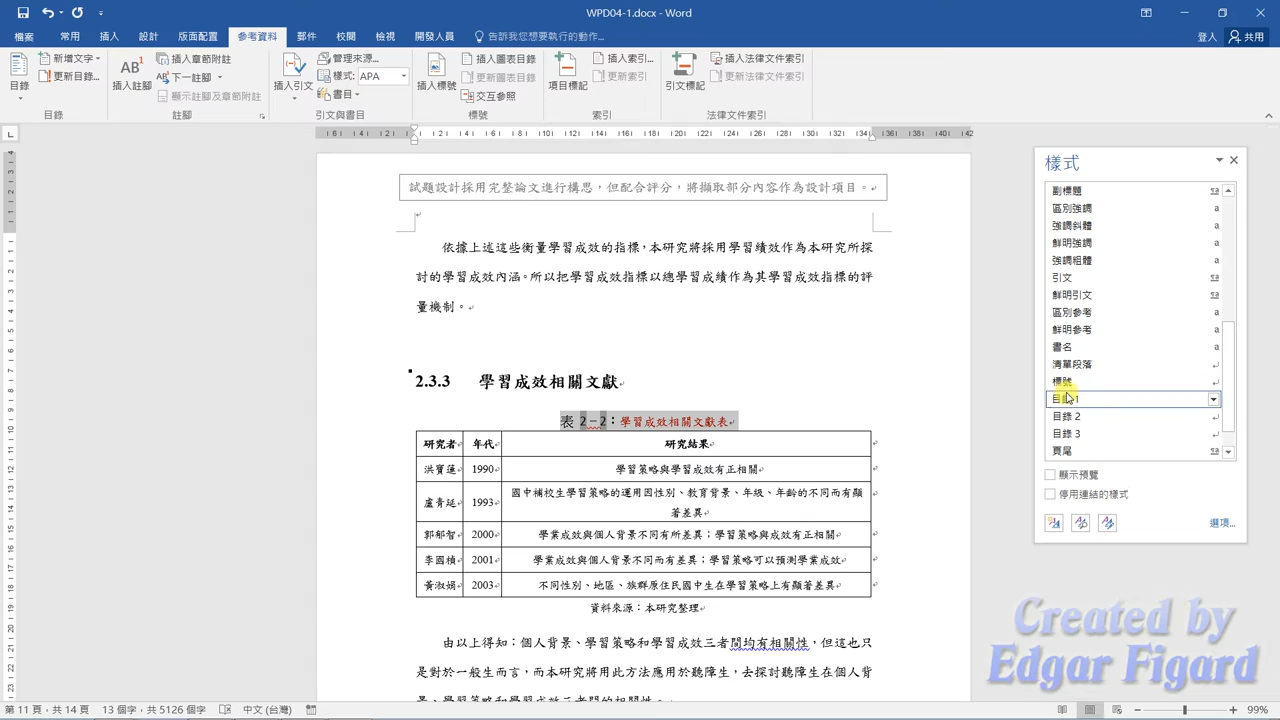 WPD04-1.docx - Word
檔案 常用 插入 設計 版面配置 參考資料 郵件 校閱 檢視 開發人員 告訴我您想要執行的動作... 登入 共用
目錄
新增文字
更新目錄...
目錄
AB¹
插入註腳
插入章節附註
下一註腳
顯示註腳及章節附註
註腳
插入引文
管理來源...
樣式: APA
書目
引文與書目
插入標號
插入圖表目錄
更新圖表目錄
交互參照
標號
項目標記
插入索引...
更新索引
索引
引文標記
插入法律文件索引
更新法律文件索引
法律文件索引
試題設計採用完整論文進行構思,但配合評分,將擷取部分內容作為設計項目。
依據上述這些衡量學習成效的指標,本研究將採用學習績效作為本研究所探
討的學習成效內涵。所以把學習成效指標以總學習成績作為其學習成效指標的評
量機制。
2.3.3 學習成效相關文獻
表 2－2：學習成效相關文獻表
研究者 年代 研究結果
洪寶蓮 1990 學習策略與學習成效有正相關
盧青延 1993 國中補校生學習策略的運用因性別、教育背景、年級、年齡的不同而有顯
著差異
郭郁智 2000 學業成效與個人背景不同有所差異；學習策略與成效有正相關
李國禎 2001 學業成效與個人背景不同而有差異；學習策略可以預測學業成效
黃淑娟 2003 不同性別、地區、族群原住民國中生在學習策略上有顯著差異
資料來源：本研究整理
由以上得知：個人背景、學習策略和學習成效三者間均有相關性，但這也只
是對於一般生而言，而本研究將用此方法應用於聽障生，去探討聽障生在個人背
景、學習策略和學習成效三者間的相關性。
樣式
副標題
區別強調
強調斜體
鮮明強調
強調粗體
引文
鮮明引文
區別參考
鮮明參考
書名
清單段落
標號
目錄 1
目錄 2
目錄 3
頁尾
顯示預覽
停用連結的樣式
選項...
Created by
Edgar Figard
第 11 頁，共 14 頁 13 個字，共 5126 個字 中文 (台灣) 99%